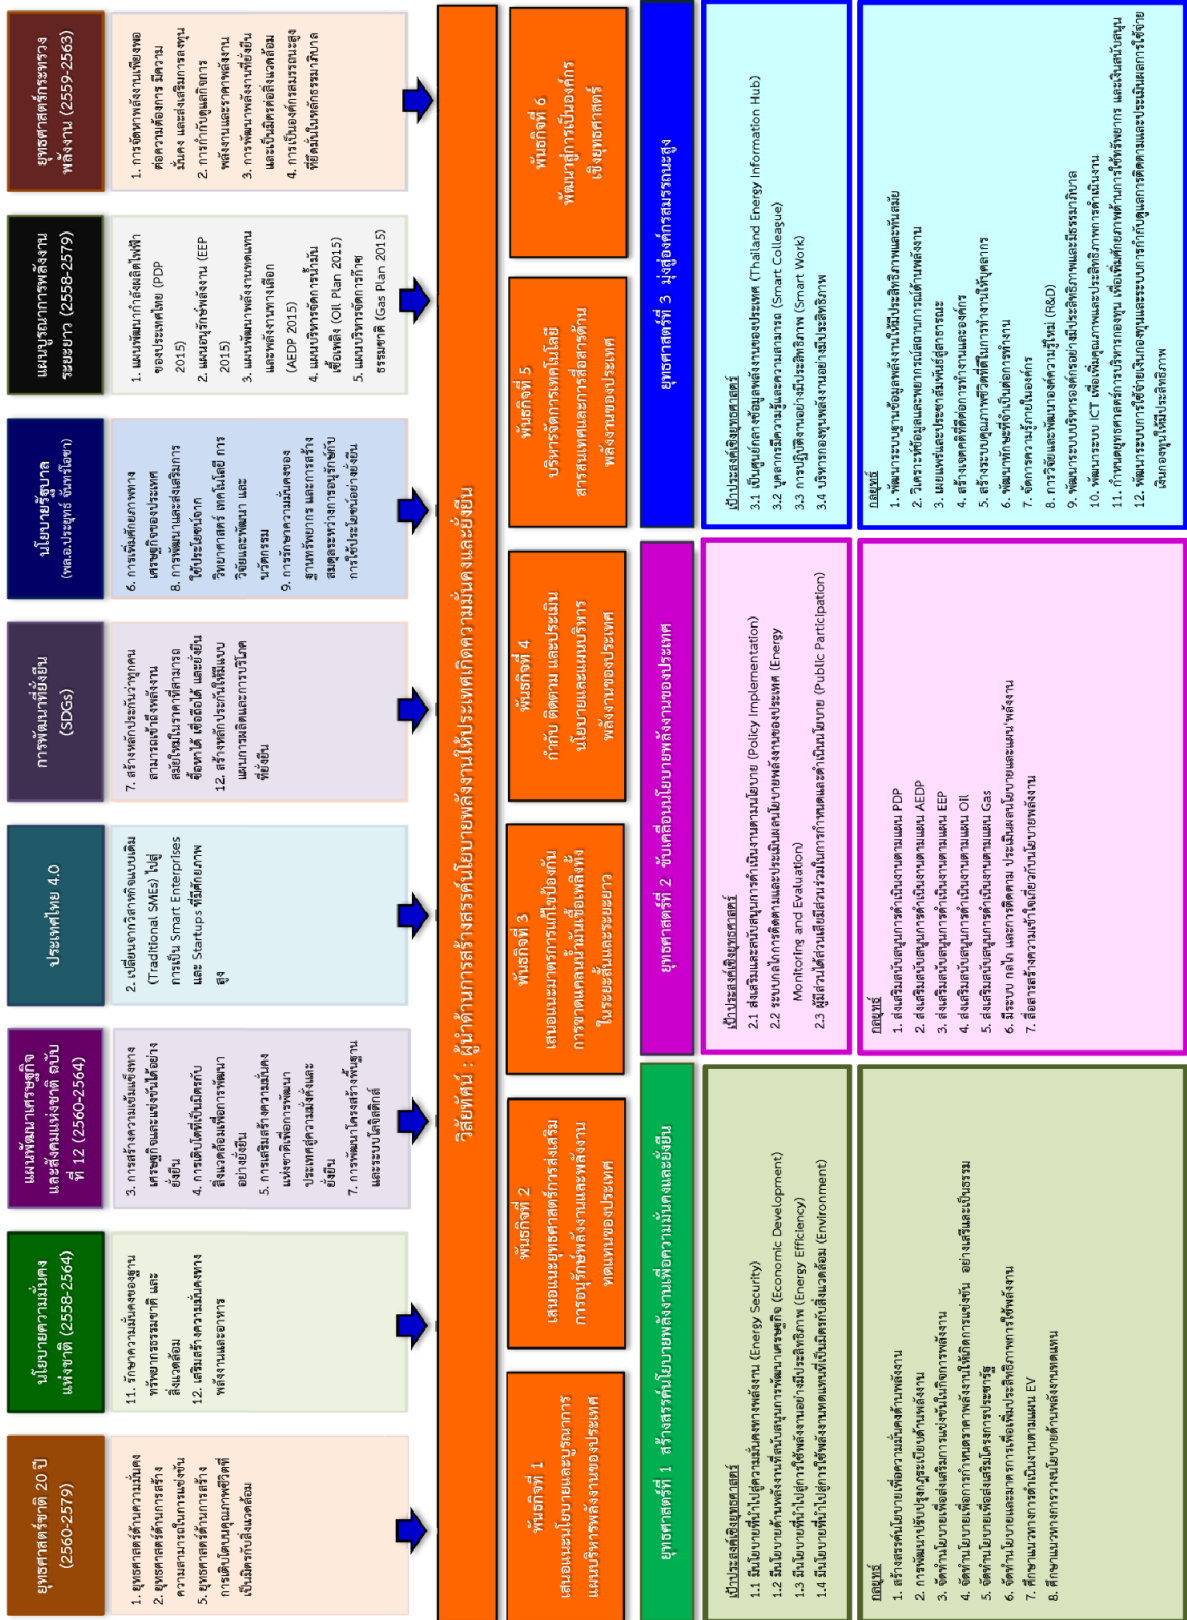 ยุทธศาสตร์ชาติ 20 ปี
(2560-2579)
1. ยุทธศาสตร์ด้านความมั่นคง
2. ยุทธศาสตร์ด้านการสร้าง
ความสามารถในการแข่งขัน
5. ยุทธศาสตร์ด้านการสร้าง
การเติบโตบนคุณภาพชีวิตที่
เป็นมิตรกับสิ่งแวดล้อม
นโยบายความมั่นคง
แห่งชาติ (2558-2564)
11. รักษาความมั่นคงของฐาน
ทรัพยากรธรรมชาติ และ
สิ่งแวดล้อม
12. เสริมสร้างความมั่นคงทาง
พลังงานและอาหาร
แผนพัฒนาเศรษฐกิจ
และสังคมแห่งชาติ ฉบับ
ที่ 12 (2560-2564)
3. การสร้างความเข้มแข็งทาง
เศรษฐกิจและแข่งขันได้อย่าง
ยั่งยืน
4. การเติบโตที่เป็นมิตรกับ
สิ่งแวดล้อมเพื่อการพัฒนา
อย่างยั่งยืน
5. การเสริมสร้างความมั่นคง
แห่งชาติเพื่อการพัฒนา
ประเทศสู่ความมั่งคั่งและ
ยั่งยืน
7. การพัฒนาโครงสร้างพื้นฐาน
และระบบโลจิสติกส์
ประเทศไทย 4.0
2. เปลี่ยนจากวิสาหกิจแบบเดิม
(Traditional SMEs) ไปสู่
การเป็น Smart Enterprises
และ Startups ที่มีศักยภาพ
สูง
การพัฒนาที่ยั่งยืน
(SDGs)
7. สร้างหลักประกันว่าทุกคน
สามารถเข้าถึงพลังงาน
สมัยใหม่ในราคาที่สามารถ
ซื้อหาได้ เชื่อถือได้ และยั่งยืน
12. สร้างหลักประกันให้มีแบบ
แผนการผลิตและการบริโภค
ที่ยั่งยืน
นโยบายรัฐบาล
(พล.อ.ประยุทธ์ จันทร์โอชา)
6. การเพิ่มศักยภาพทาง
เศรษฐกิจของประเทศ
8. การพัฒนาและส่งเสริมการ
ใช้ประโยชน์จาก
วิทยาศาสตร์ เทคโนโลยี การ
วิจัยและพัฒนา และ
นวัตกรรม
9. การรักษาความมั่นคงของ
ฐานทรัพยากร และการสร้าง
สมดุลระหว่างการอนุรักษ์กับ
การใช้ประโยชน์อย่างยั่งยืน
แผนบูรณาการพลังงาน
ระยะยาว (2558-2579)
1. แผนพัฒนากำลังผลิตไฟฟ้า
ของประเทศไทย (PDP
2015)
2. แผนอนุรักษ์พลังงาน (EEP
2015)
3. แผนพัฒนาพลังงานทดแทน
และพลังงานทางเลือก
(AEDP 2015)
4. แผนบริหารจัดการน้ำมัน
เชื้อเพลิง (Oil Plan 2015)
5. แผนบริหารจัดการก๊าซ
ธรรมชาติ (Gas Plan 2015)
ยุทธศาสตร์กระทรวง
พลังงาน (2559-2563)
1. การจัดหาพลังงานเพียงพอ
ต่อความต้องการ มีความ
มั่นคง และส่งเสริมการลงทุน
2. การกำกับดูแลกิจการ
พลังงานและราคาพลังงาน
3. การพัฒนาพลังงานที่ยั่งยืน
และเป็นมิตรต่อสิ่งแวดล้อม
4. การเป็นองค์กรสมรรถนะสูง
ที่ยึดมั่นในหลักธรรมาภิบาล
วิสัยทัศน์ : ผู้นำด้านการสร้างสรรค์นโยบายพลังงานให้ประเทศเกิดความมั่นคงและยั่งยืน
พันธกิจที่ 1
เสนอแนะนโยบายและบูรณาการ
แผนบริหารพลังงานของประเทศ
พันธกิจที่ 2
เสนอแนะยุทธศาสตร์การส่งเสริม
การอนุรักษ์พลังงานและพลังงาน
ทดแทนของประเทศ
พันธกิจที่ 3
เสนอแนะมาตรการแก้ไขป้องกัน
การขาดแคลนน้ำมันเชื้อเพลิงทั้ง
ในระยะสั้นและระยะยาว
พันธกิจที่ 4
กำกับ ติดตาม และประเมิน
นโยบายและแผนบริหาร
พลังงานของประเทศ
พันธกิจที่ 5
บริหารจัดการเทคโนโลยี
สารสนเทศและการสื่อสารด้าน
พลังงานของประเทศ
พันธกิจที่ 6
พัฒนาสู่การเป็นองค์กร
เชิงยุทธศาสตร์
ยุทธศาสตร์ที่ 1 สร้างสรรค์นโยบายพลังงานเพื่อความมั่นคงและยั่งยืน
เป้าประสงค์เชิงยุทธศาสตร์
1.1 มีนโยบายที่นำไปสู่ความมั่นคงทางพลังงาน (Energy Security)
1.2 มีนโยบายด้านพลังงานที่สนับสนุนการพัฒนาเศรษฐกิจ (Economic Development)
1.3 มีนโยบายที่นำไปสู่การใช้พลังงานอย่างมีประสิทธิภาพ (Energy Efficiency)
1.4 มีนโยบายที่นำไปสู่การใช้พลังงานทดแทนที่เป็นมิตรกับสิ่งแวดล้อม (Environment)
กลยุทธ์
1. สร้างสรรค์นโยบายเพื่อความมั่นคงด้านพลังงาน
2. การพัฒนาปรับปรุงกฎระเบียบด้านพลังงาน
3. จัดทำนโยบายเพื่อส่งเสริมการแข่งขันในกิจการพลังงาน
4. จัดทำนโยบายเพื่อการกำหนดราคาพลังงานให้เกิดการแข่งขัน อย่างเสรีและเป็นธรรม
5. จัดทำนโยบายเพื่อส่งเสริมโครงการประชารัฐ
6. จัดทำนโยบายและมาตรการเพื่อเพิ่มประสิทธิภาพการใช้พลังงาน
7. ศึกษาแนวทางการดำเนินงานตามแผน EV
8. ศึกษาแนวทางการวางนโยบายด้านพลังงานทดแทน
ยุทธศาสตร์ที่ 2 ขับเคลื่อนนโยบายพลังงานของประเทศ
เป้าประสงค์เชิงยุทธศาสตร์
2.1 ส่งเสริมและสนับสนุนการดำเนินงานตามนโยบาย (Policy Implementation)
2.2 ระบบกลไกการติดตามและประเมินผลนโยบายพลังงานของประเทศ (Energy
Monitoring and Evaluation)
2.3 ผู้มีส่วนได้ส่วนเสียมีส่วนร่วมในการกำหนดและดำเนินนโยบาย (Public Participation)
กลยุทธ์
1. ส่งเสริมสนับสนุนการดำเนินงานตามแผน PDP
2. ส่งเสริมสนับสนุนการดำเนินงานตามแผน AEDP
3. ส่งเสริมสนับสนุนการดำเนินงานตามแผน EEP
4. ส่งเสริมสนับสนุนการดำเนินงานตามแผน Oil
5. ส่งเสริมสนับสนุนการดำเนินงานตามแผน Gas
6. มีระบบ กลไก และการติดตาม ประเมินผลนโยบายและแผนพลังงาน
7. สื่อสารสร้างความเข้าใจเกี่ยวกับนโยบายพลังงาน
ยุทธศาสตร์ที่ 3 มุ่งสู่องค์กรสมรรถนะสูง
เป้าประสงค์เชิงยุทธศาสตร์
3.1 เป็นศูนย์กลางข้อมูลพลังงานของประเทศ (Thailand Energy Information Hub)
3.2 บุคลากรมีความรู้และความสามารถ (Smart Colleague)
3.3 การปฏิบัติงานอย่างมีประสิทธิภาพ (Smart Work)
3.4 บริหารกองทุนพลังงานอย่างมีประสิทธิภาพ
กลยุทธ์
1. พัฒนาระบบฐานข้อมูลพลังงานให้มีประสิทธิภาพและทันสมัย
2. วิเคราะห์ข้อมูลและพยากรณ์สถานการณ์ด้านพลังงาน
3. เผยแพร่และประชาสัมพันธ์สู่สาธารณะ
4. สร้างเจตคติที่ดีต่อการทำงานและองค์กร
5. สร้างระบบคุณภาพชีวิตที่ดีในการทำงานให้บุคลากร
6. พัฒนาทักษะที่จำเป็นต่อการทำงาน
7. จัดการความรู้ภายในองค์กร
8. การวิจัยและพัฒนาองค์ความรู้ใหม่ (R&D)
9. พัฒนาระบบบริหารองค์กรอย่างมีประสิทธิภาพและมีธรรมาภิบาล
10. พัฒนาระบบ ICT เพื่อเพิ่มคุณภาพและประสิทธิภาพการดำเนินงาน
11. กำหนดยุทธศาสตร์การบริหารกองทุน เพื่อเพิ่มศักยภาพด้านการใช้ทรัพยากร และเงินสนับสนุน
12. พัฒนาระบบการใช้จ่ายเงินกองทุนและระบบการกำกับดูแลการติดตามและประเมินผลการใช้จ่าย
เงินกองทุนให้มีประสิทธิภาพ